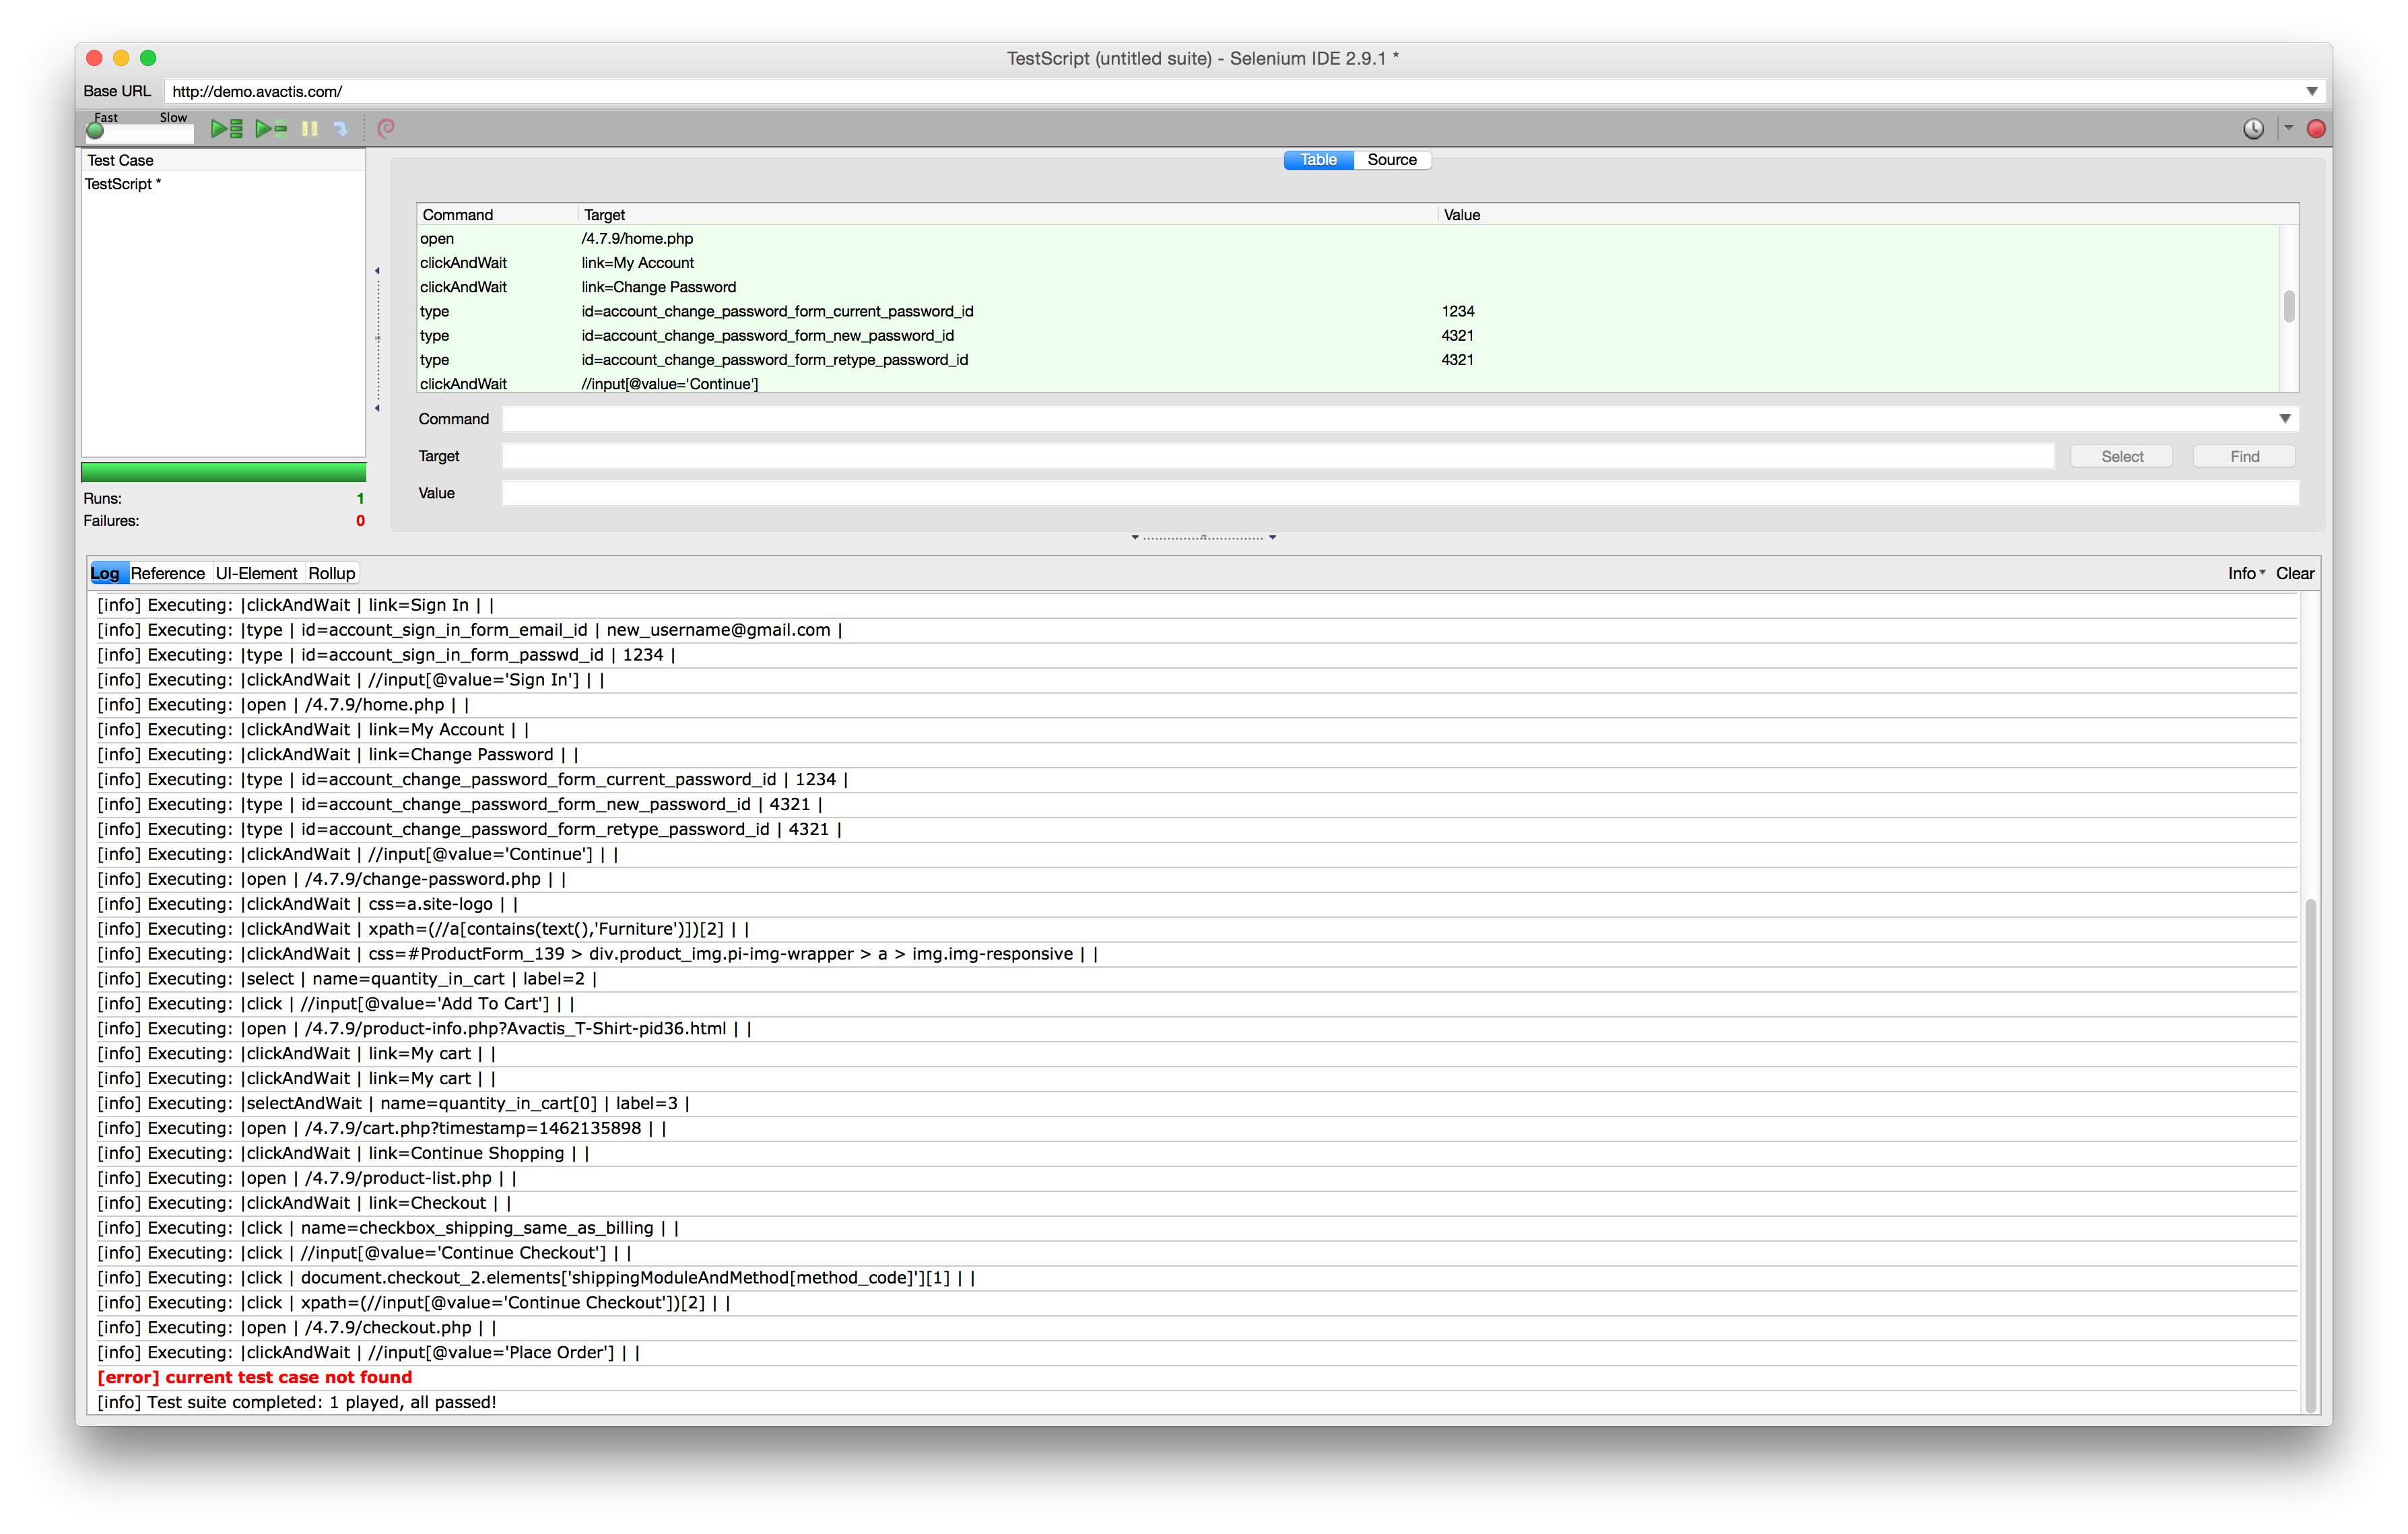 TestScript (untitled suite) - Selenium IDE 2.9.1 *
Base URL http://demo.avactis.com/
Fast Slow
Test Case
TestScript *
Table Source
Command Target Value
open /4.7.9/home.php
clickAndWait link=My Account
clickAndWait link=Change Password
type id=account_change_password_form_current_password_id 1234
type id=account_change_password_form_new_password_id 4321
type id=account_change_password_form_retype_password_id 4321
clickAndWait //input[@value='Continue']
Command
Target Select Find
Value
Runs: 1
Failures: 0
Log Reference UI-Element Rollup Info Clear
[info] Executing: |clickAndWait | link=Sign In | |
[info] Executing: |type | id=account_sign_in_form_email_id | new_username@gmail.com |
[info] Executing: |type | id=account_sign_in_form_passwd_id | 1234 |
[info] Executing: |clickAndWait | //input[@value='Sign In'] | |
[info] Executing: |open | /4.7.9/home.php | |
[info] Executing: |clickAndWait | link=My Account | |
[info] Executing: |clickAndWait | link=Change Password | |
[info] Executing: |type | id=account_change_password_form_current_password_id | 1234 |
[info] Executing: |type | id=account_change_password_form_new_password_id | 4321 |
[info] Executing: |type | id=account_change_password_form_retype_password_id | 4321 |
[info] Executing: |clickAndWait | //input[@value='Continue'] | |
[info] Executing: |open | /4.7.9/change-password.php | |
[info] Executing: |clickAndWait | css=a.site-logo | |
[info] Executing: |clickAndWait | xpath=(//a[contains(text(),'Furniture')])[2] | |
[info] Executing: |clickAndWait | css=#ProductForm_139 > div.product_img.pi-img-wrapper > a > img.img-responsive | |
[info] Executing: |select | name=quantity_in_cart | label=2 |
[info] Executing: |click | //input[@value='Add To Cart'] | |
[info] Executing: |open | /4.7.9/product-info.php?Avactis_T-Shirt-pid36.html | |
[info] Executing: |clickAndWait | link=My cart | |
[info] Executing: |clickAndWait | link=My cart | |
[info] Executing: |selectAndWait | name=quantity_in_cart[0] | label=3 |
[info] Executing: |open | /4.7.9/cart.php?timestamp=1462135898 | |
[info] Executing: |clickAndWait | link=Continue Shopping | |
[info] Executing: |open | /4.7.9/product-list.php | |
[info] Executing: |clickAndWait | link=Checkout | |
[info] Executing: |click | name=checkbox_shipping_same_as_billing | |
[info] Executing: |click | //input[@value='Continue Checkout'] | |
[info] Executing: |click | document.checkout_2.elements['shippingModuleAndMethod[method_code]'][1] | |
[info] Executing: |click | xpath=(//input[@value='Continue Checkout'])[2] | |
[info] Executing: |open | /4.7.9/checkout.php | |
[info] Executing: |clickAndWait | //input[@value='Place Order'] | |
[error] current test case not found
[info] Test suite completed: 1 played, all passed!